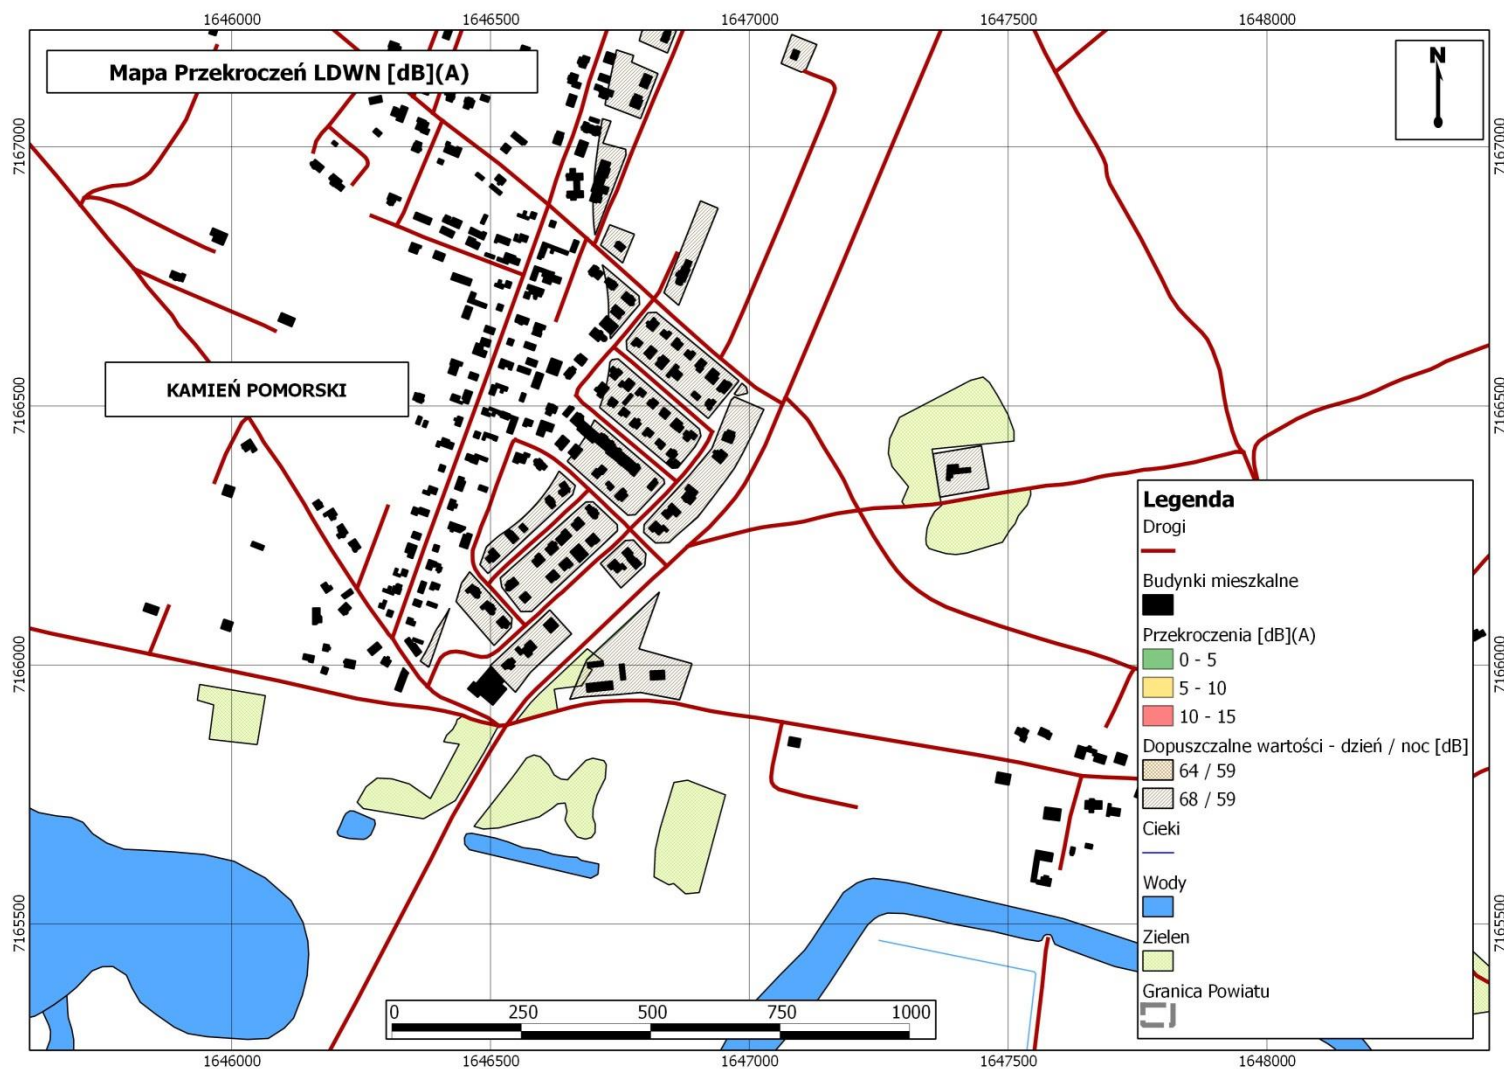 1646000 1646500 1647000 1647500 1648000
Mapa Przekroczeń LDWN [dB](A)
N
7167000 7167000
KAMIEŃ POMORSKI
7166500 7166500
Legenda
Drogi
Budynki mieszkalne
Przekroczenia [dB](A)
0 - 5
5 - 10
10 - 15
Dopuszczalne wartości - dzień / noc [dB]
64 / 59
68 / 59
Cieki
Wody
Zielen
Granica Powiatu
7166000 7166000
7165500 7165500
0 250 500 750 1000
1646000 1646500 1647000 1647500 1648000